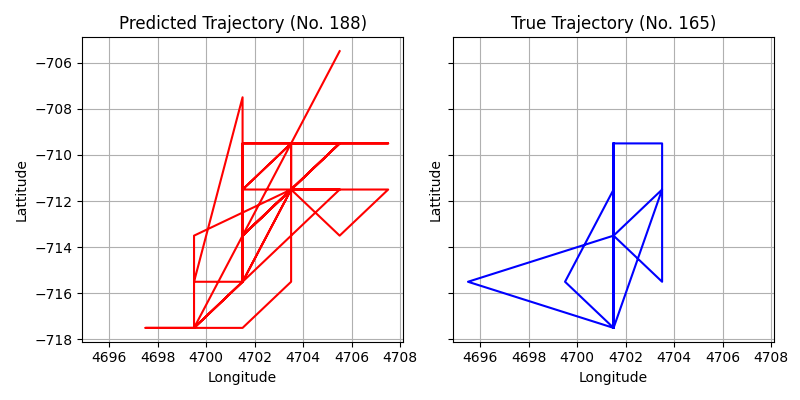 Predicted Trajectory (No. 188)
True Trajectory (No. 165)
−706
−708
−710
−712
−714
−716
−718
Lattitude
Lattitude
4696 4698 4700 4702 4704 4706 4708
4696 4698 4700 4702 4704 4706 4708
Longitude
Longitude